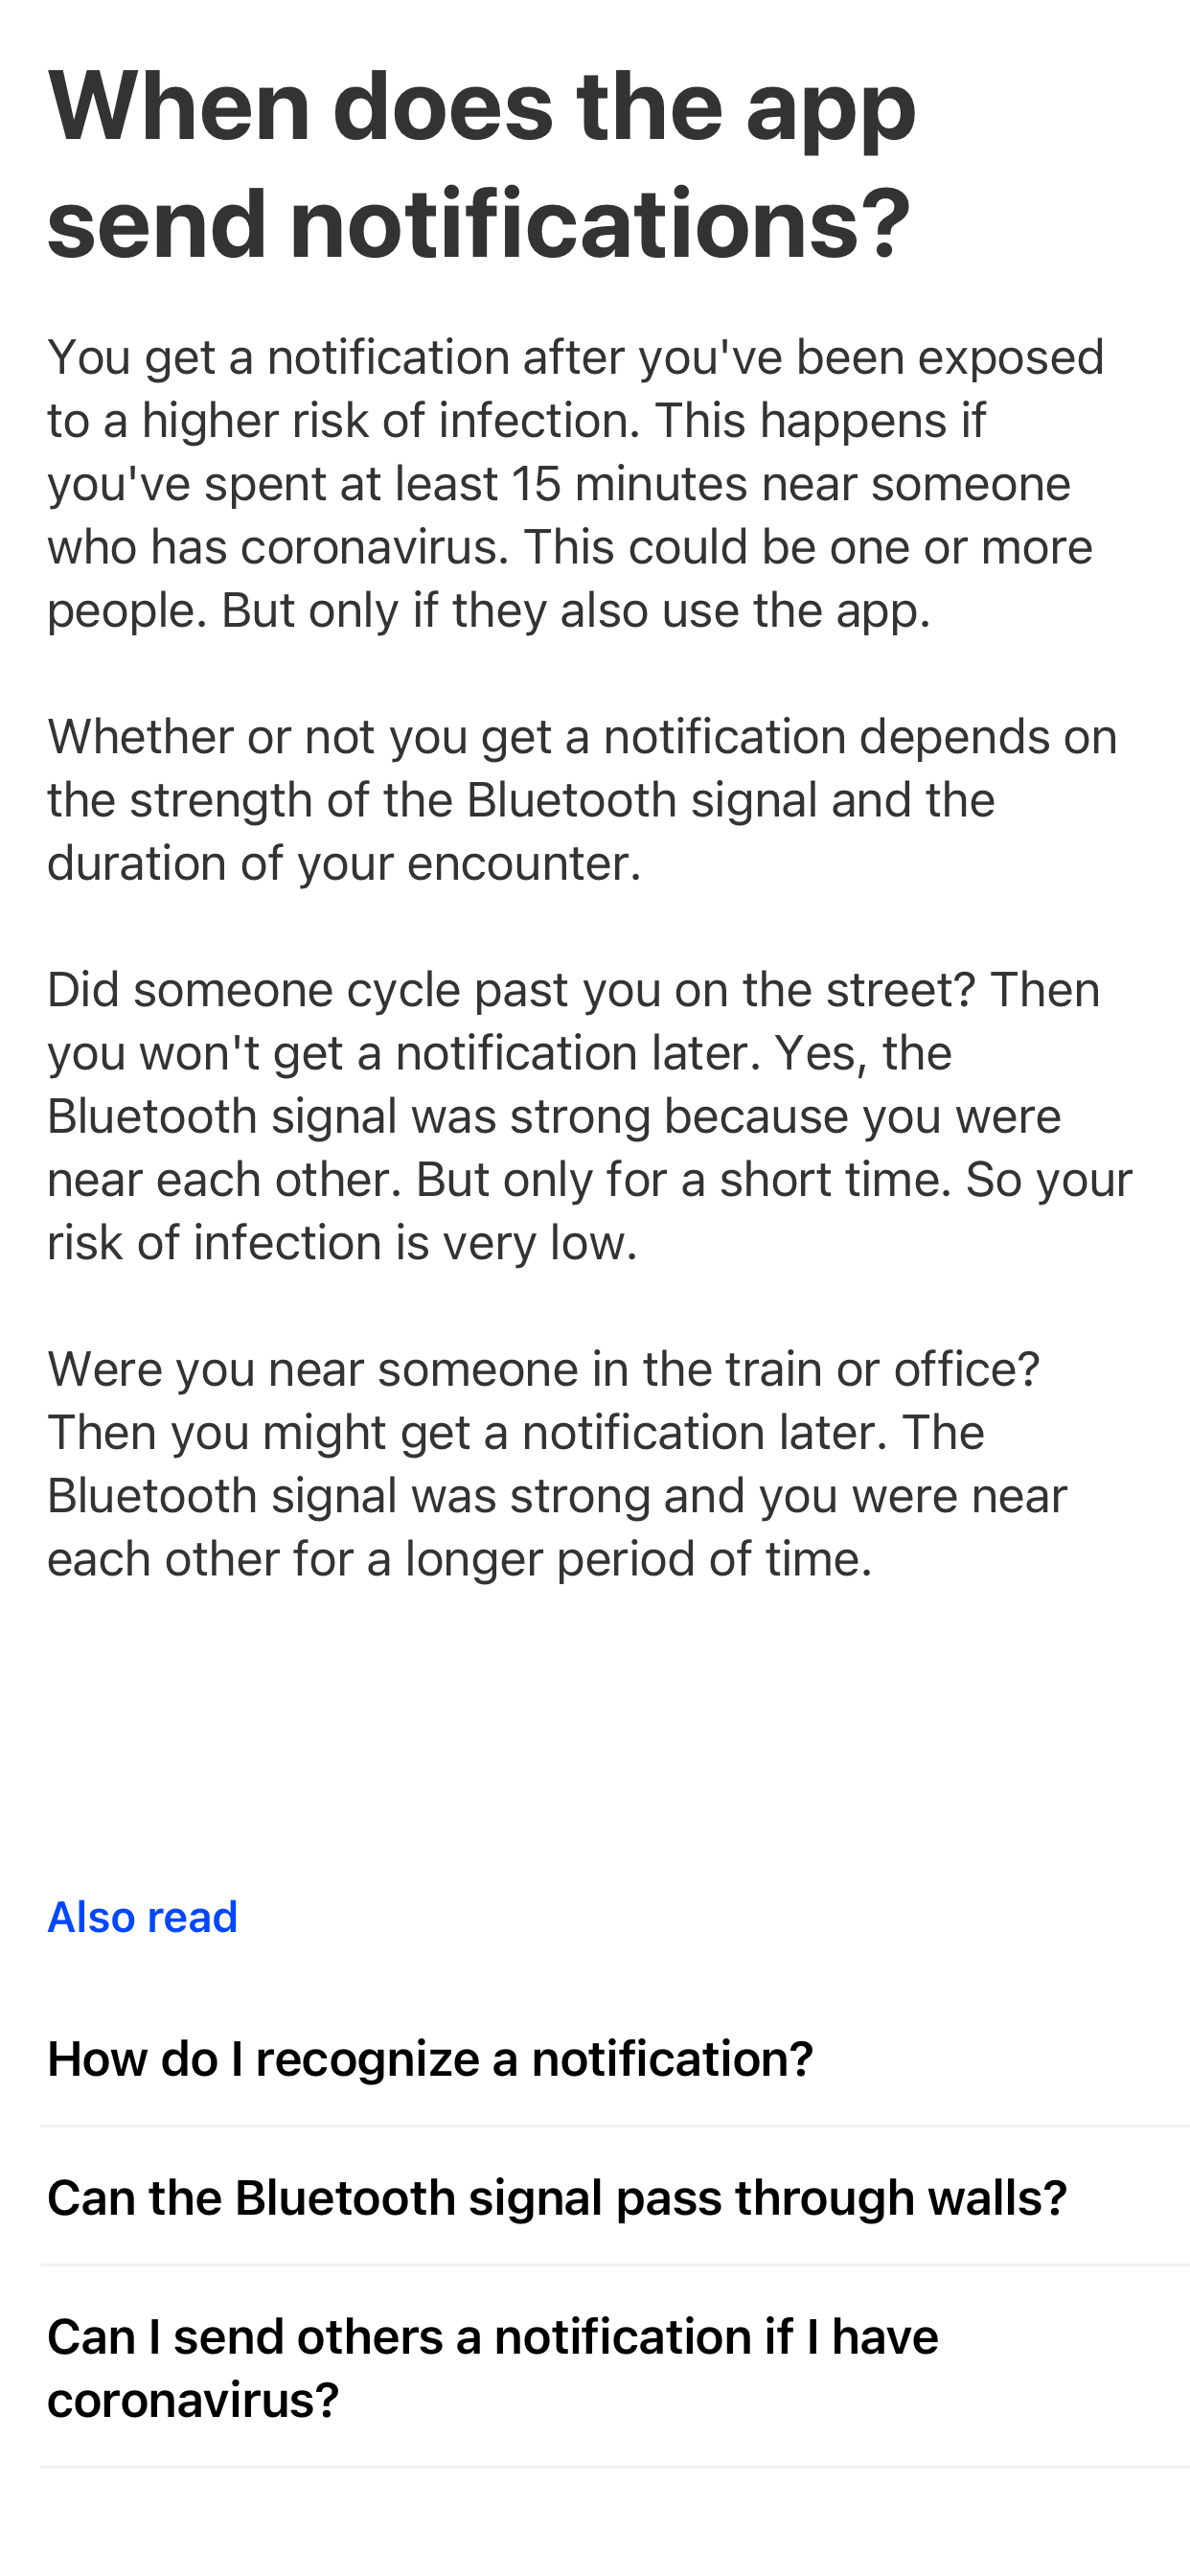 When does the app
send notifications?
You get a notification after you've been exposed
to a higher risk of infection. This happens if
you've spent at least 15 minutes near someone
who has coronavirus. This could be one or more
people. But only if they also use the app.
Whether or not you get a notification depends on
the strength of the Bluetooth signal and the
duration of your encounter.
Did someone cycle past you on the street? Then
you won't get a notification later. Yes, the
Bluetooth signal was strong because you were
near each other. But only for a short time. So your
risk of infection is very low.
Were you near someone in the train or office?
Then you might get a notification later. The
Bluetooth signal was strong and you were near
each other for a longer period of time.
Also read
How do I recognize a notification?
Can the Bluetooth signal pass through walls?
Can I send others a notification if I have
coronavirus?